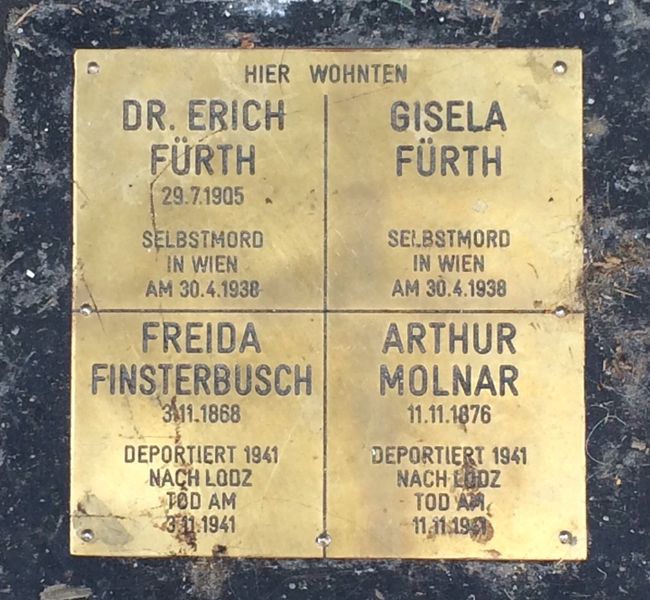 HIER WOHNTEN
DR. ERICH
FÜRTH
29.7.1905
SELBSTMORD
IN WIEN
AM 30.4.1938
GISELA
FÜRTH
SELBSTMORD
IN WIEN
AM 30.4.1938
FREIDA
FINSTERBUSCH
3.11.1868
DEPORTIERT 1941
NACH LODZ
TOD AM
3.11.1941
ARTHUR
MOLNAR
11.11.1876
DEPORTIERT 1941
NACH LODZ
TOD AM
11.11.1941